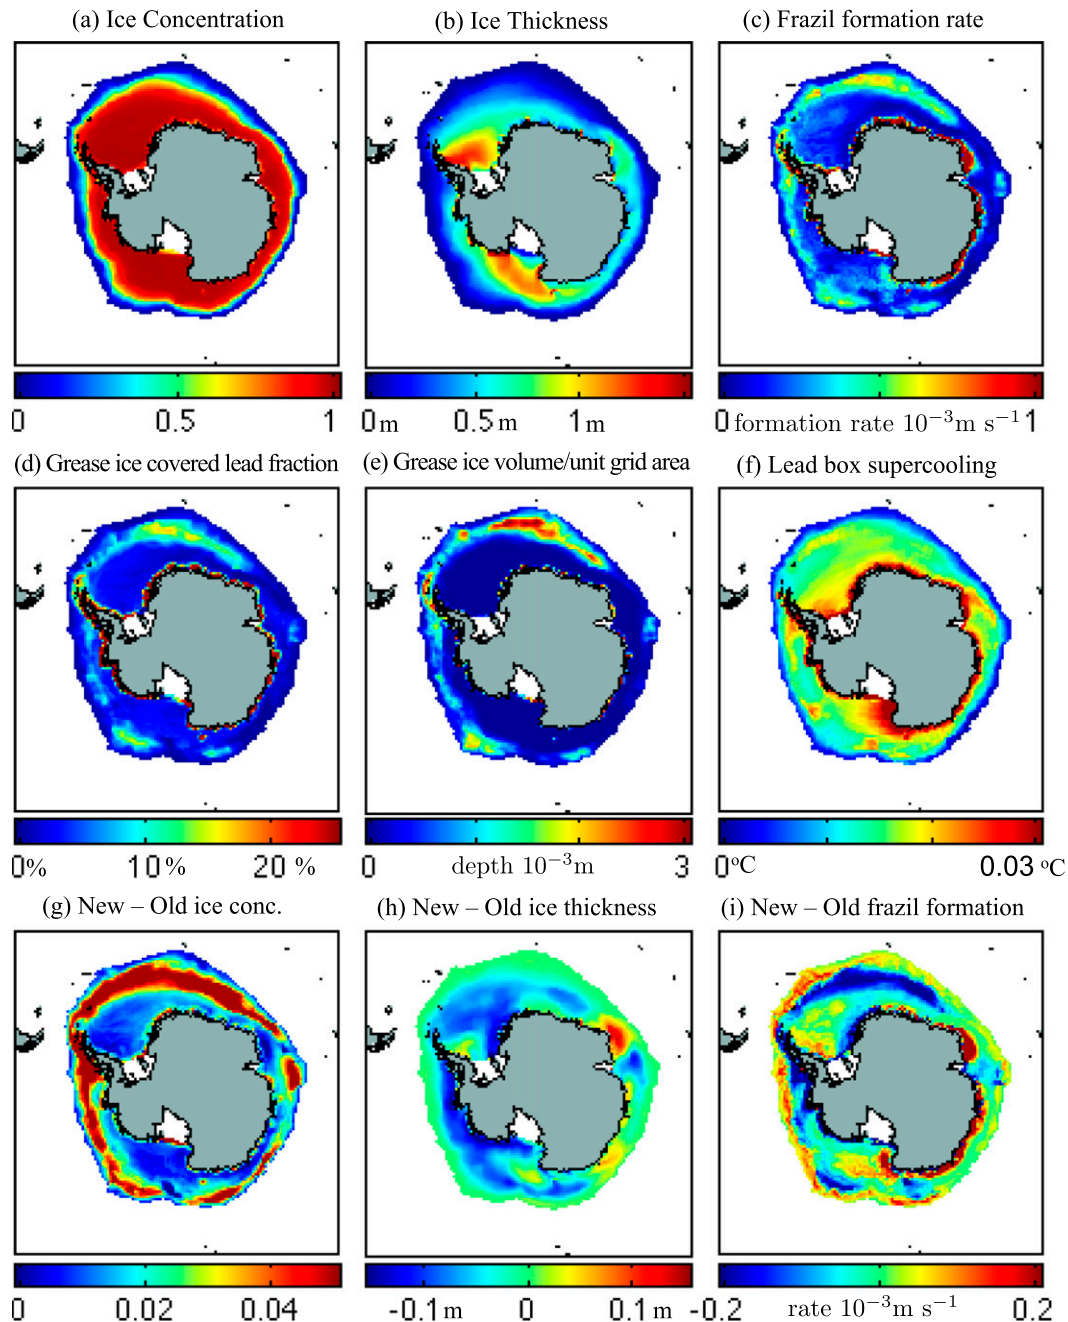 (a) Ice Concentration
(b) Ice Thickness
(c) Frazil formation rate
0 0.5 1
0m 0.5 m 1 m
0 formation rate 10⁻³m s⁻¹ 1
(d) Grease ice covered lead fraction
(e) Grease ice volume/unit grid area
(f) Lead box supercooling
0% 10 % 20 %
0 depth 10⁻³m 3
0°C 0.03 °C
(g) New – Old ice conc.
(h) New – Old ice thickness
(i) New – Old frazil formation
0 0.02 0.04
-0.1 m 0 0.1 m
-0.2 rate 10⁻³m s⁻¹ 0.2